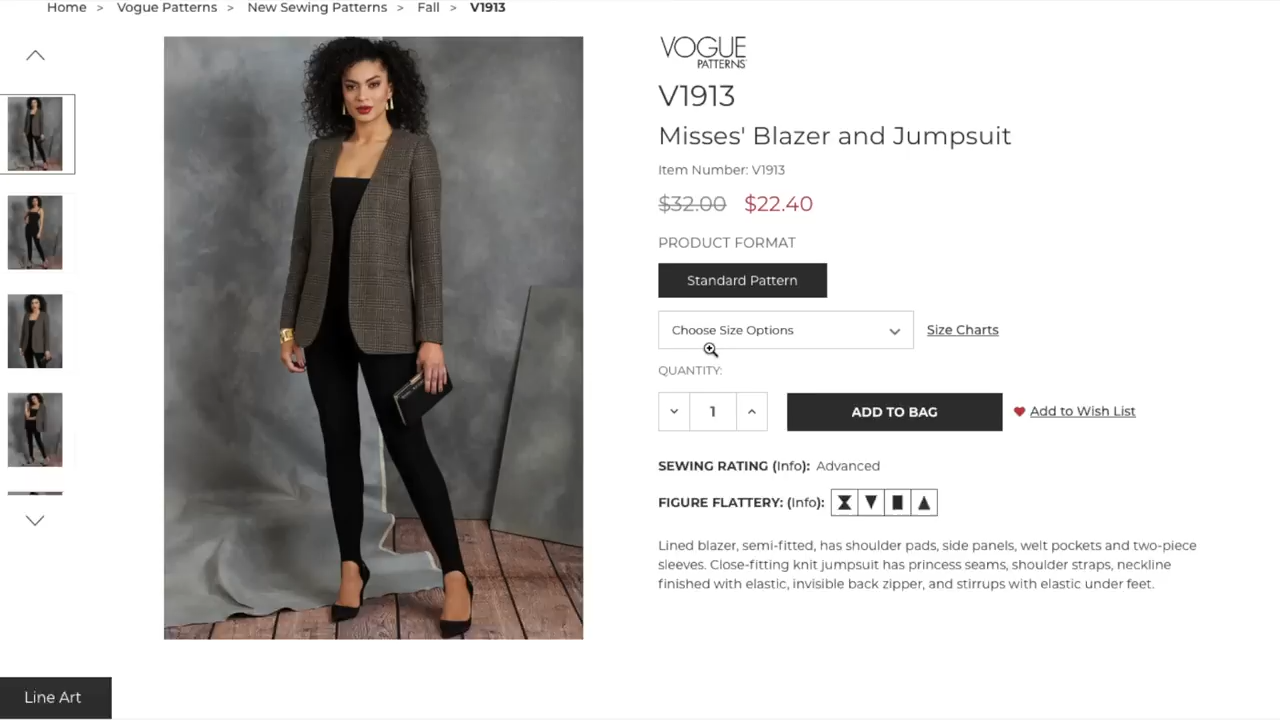 Home > Vogue Patterns > New Sewing Patterns > Fall > V1913
VOGUE
PATTERNS
V1913
Misses' Blazer and Jumpsuit
Item Number: V1913
$32.00 $22.40
PRODUCT FORMAT
Standard Pattern
Choose Size Options
Size Charts
QUANTITY:
1
ADD TO BAG
Add to Wish List
SEWING RATING (Info): Advanced
FIGURE FLATTERY: (Info):
Lined blazer, semi-fitted, has shoulder pads, side panels, welt pockets and two-piece
sleeves. Close-fitting knit jumpsuit has princess seams, shoulder straps, neckline
finished with elastic, invisible back zipper, and stirrups with elastic under feet.
Line Art